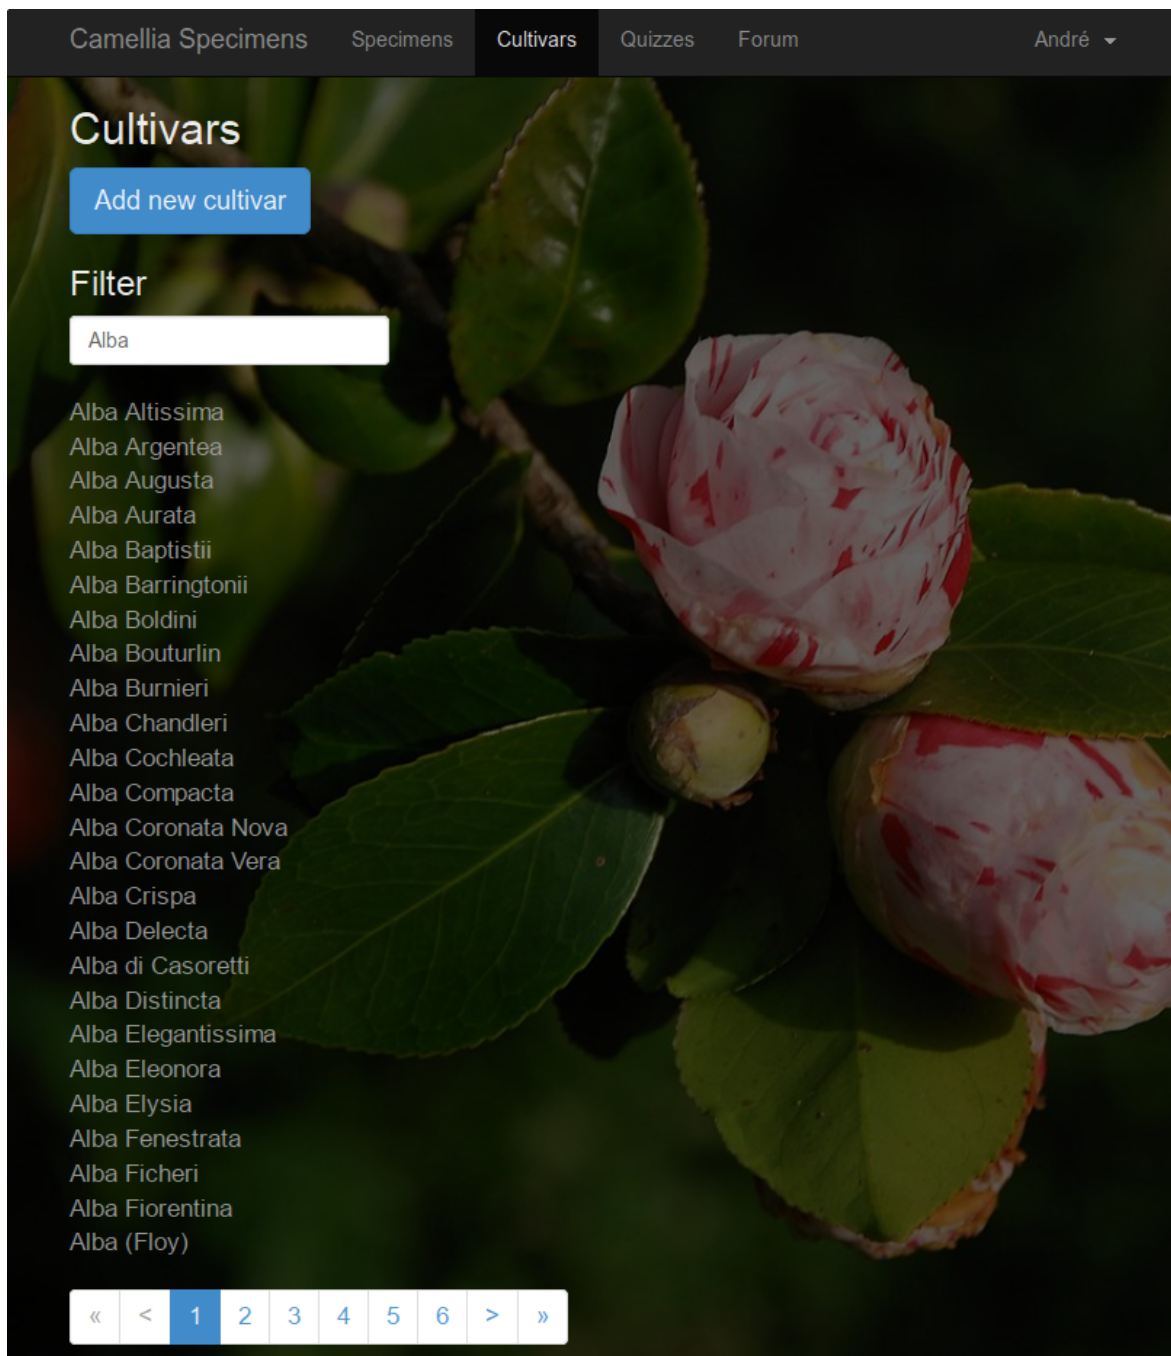 Camellia Specimens Specimens Cultivars Quizzes Forum André
Cultivars
Add new cultivar
Filter
Alba
Alba Altissima
Alba Argentea
Alba Augusta
Alba Aurata
Alba Baptistii
Alba Barringtonii
Alba Boldini
Alba Bouturlin
Alba Burnieri
Alba Chandleri
Alba Cochleata
Alba Compacta
Alba Coronata Nova
Alba Coronata Vera
Alba Crispa
Alba Delecta
Alba di Casoretti
Alba Distincta
Alba Elegantissima
Alba Eleonora
Alba Elysia
Alba Fenestrata
Alba Ficheri
Alba Fiorentina
Alba (Floy)
« < 1 2 3 4 5 6 > »